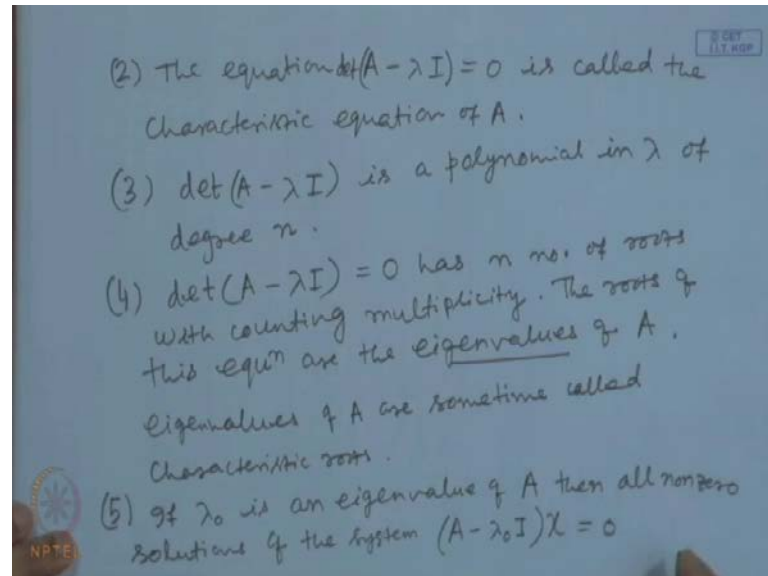 © CET
I.I.T. KGP
(2) The equation det(A - λI) = 0 is called the
Characteristic equation of A.
(3) det(A - λI) is a polynomial in λ of
degree n.
(4) det(A - λI) = 0 has n no. of roots
with counting multiplicity. The roots of
this equⁿ are the eigenvalues of A.
eigenvalues of A are sometime called
Characteristic roots.
(5) If λ₀ is an eigenvalue of A then all nonzero
solutions of the system (A - λ₀I)X = 0
NPTEL